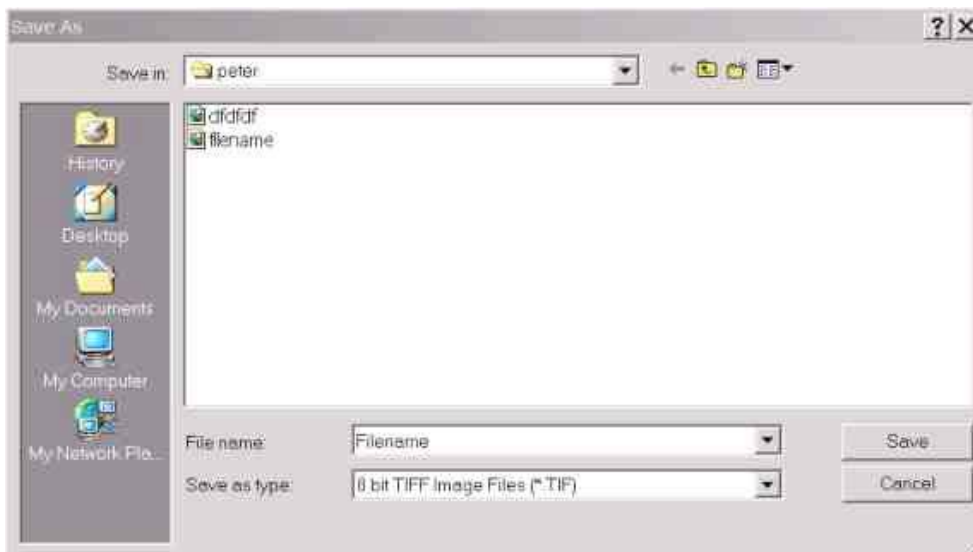 Save As
Save in:
peter
dfdfdf
filename
History
Desktop
My Documents
My Computer
My Network Pla...
File name:
Filename
Save
Save as type:
8 bit TIFF Image Files (*.TIF)
Cancel